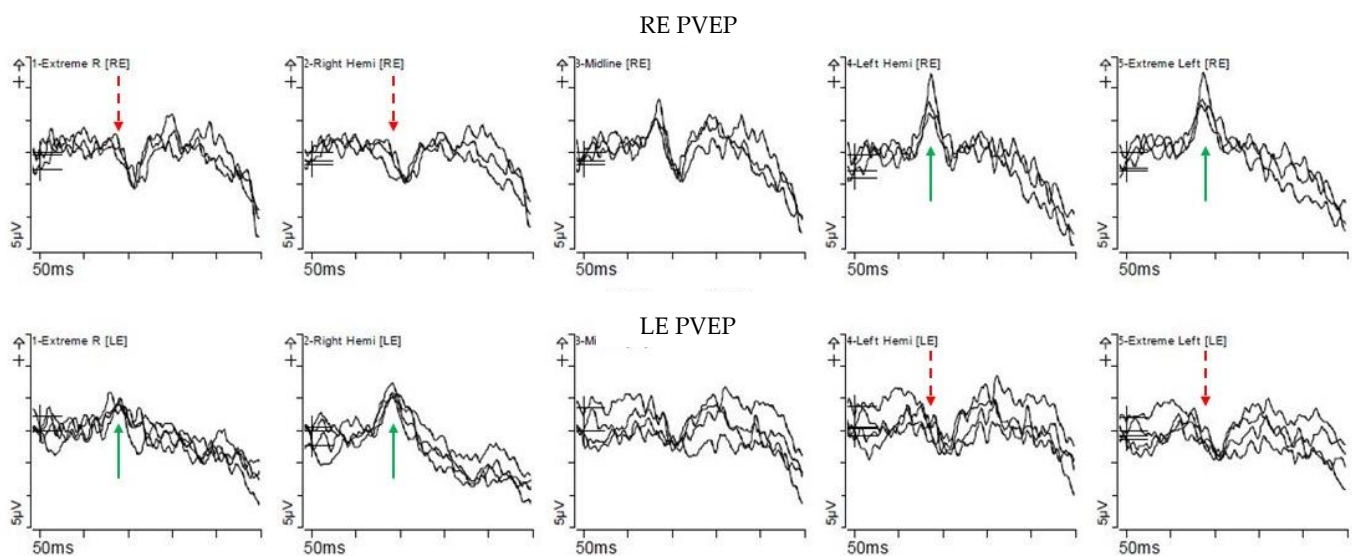 RE PVEP
1-Extreme R [RE]
2-Right Hemi [RE]
3-Midline [RE]
4-Left Hemi [RE]
5-Extreme Left [RE]
+
+
+
+
+
5µV
5µV
5µV
5µV
5µV
50ms
50ms
50ms
50ms
50ms
LE PVEP
1-Extreme R [LE]
2-Right Hemi [LE]
3-Mi
4-Left Hemi [LE]
5-Extreme Left [LE]
+
+
+
+
+
5µV
5µV
5µV
5µV
5µV
50ms
50ms
50ms
50ms
50ms